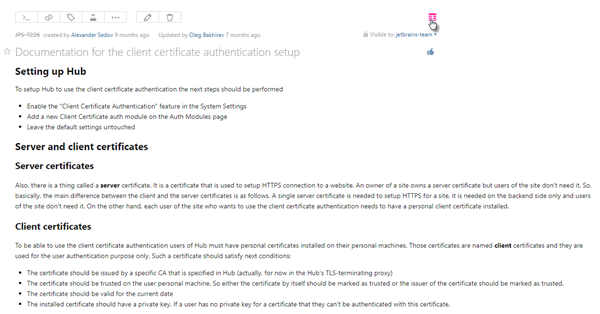 JPS-7226 created by Alexander Sedov 9 months ago Updated by Oleg Bakhirev 7 months ago Visible to: jetbrains-team
Documentation for the client certificate authentication setup
Setting up Hub
To setup Hub to use the client certificate authentication the next steps should be performed
Enable the "Client Certificate Authentication" feature in the System Settings
Add a new Client Certificate auth module on the Auth Modules page
Leave the default settings untouched
Server and client certificates
Server certificates
Also, there is a thing called a server certificate. It is a certificate that is used to setup HTTPS connection to a website. An owner of a site owns a server certificate but users of the site don't need it. So,
basically, the main difference between the client and the server certificates is as follows. A single server certificate is needed to setup HTTPS for a site, it is needed on the backend side only and users
of the site don't need it. On the other hand, each user of the site who wants to use the client certificate authentication needs to have a personal client certificate installed.
Client certificates
To be able to use the client certificate authentication users of Hub must have personal certificates installed on their personal machines. Those certificates are named client certificates and they are
used for the user authentication purpose only. Such a certificate should satisfy next conditions:
The certificate should be issued by a specific CA that is specified in Hub (actually, for now in the Hub's TLS-terminating proxy)
The certificate should be trusted on the user personal machine. So either the certificate by itself should be marked as trusted or the issuer of the certificate should be marked as trusted.
The certificate should be valid for the current date
The installed certificate should have a private key. If a user has no private key for a certificate that they can't be authenticated with this certificate.